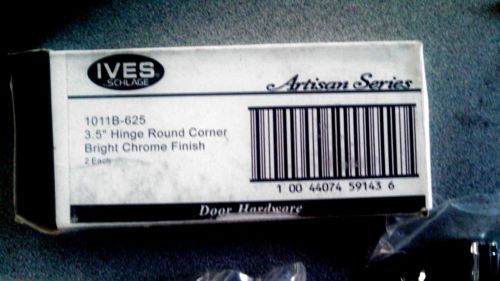 IVES
SCHLAGE
Artisan Series
1011B-625
3.5" Hinge Round Corner
Bright Chrome Finish
2 Each
1 00 44074 59143 6
Door Hardware